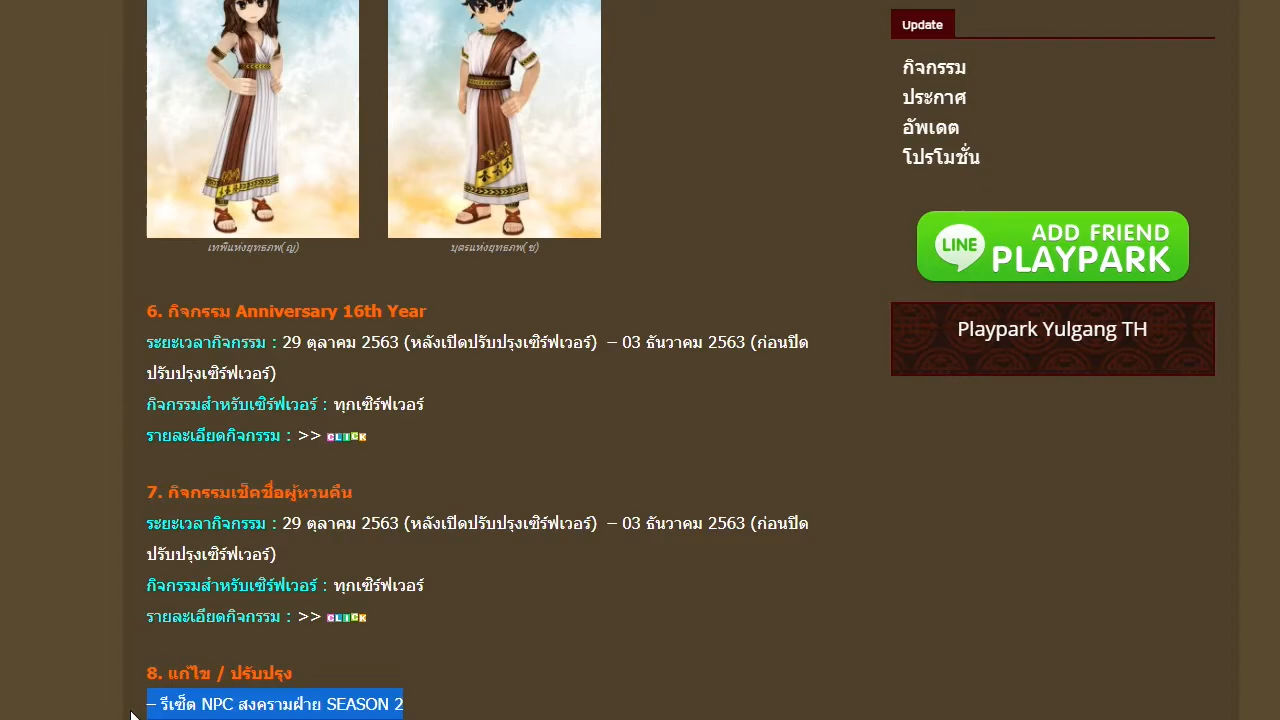 Update
กิจกรรม
ประกาศ
อัพเดต
โปรโมชั่น
LINE
ADD FRIEND
PLAYPARK
Playpark Yulgang TH
เทพีแห่งยุทธภพ(ญ)
บุตรแห่งยุทธภพ(ช)
6. กิจกรรม Anniversary 16th Year
ระยะเวลากิจกรรม : 29 ตุลาคม 2563 (หลังเปิดปรับปรุงเซิร์ฟเวอร์) – 03 ธันวาคม 2563 (ก่อนปิด
ปรับปรุงเซิร์ฟเวอร์)
กิจกรรมสำหรับเซิร์ฟเวอร์ : ทุกเซิร์ฟเวอร์
รายละเอียดกิจกรรม : >> CLICK
7. กิจกรรมเช็คชื่อผู้หวนคืน
ระยะเวลากิจกรรม : 29 ตุลาคม 2563 (หลังเปิดปรับปรุงเซิร์ฟเวอร์) – 03 ธันวาคม 2563 (ก่อนปิด
ปรับปรุงเซิร์ฟเวอร์)
กิจกรรมสำหรับเซิร์ฟเวอร์ : ทุกเซิร์ฟเวอร์
รายละเอียดกิจกรรม : >> CLICK
8. แก้ไข / ปรับปรุง
– รีเซ็ต NPC สงครามฝ่าย SEASON 2